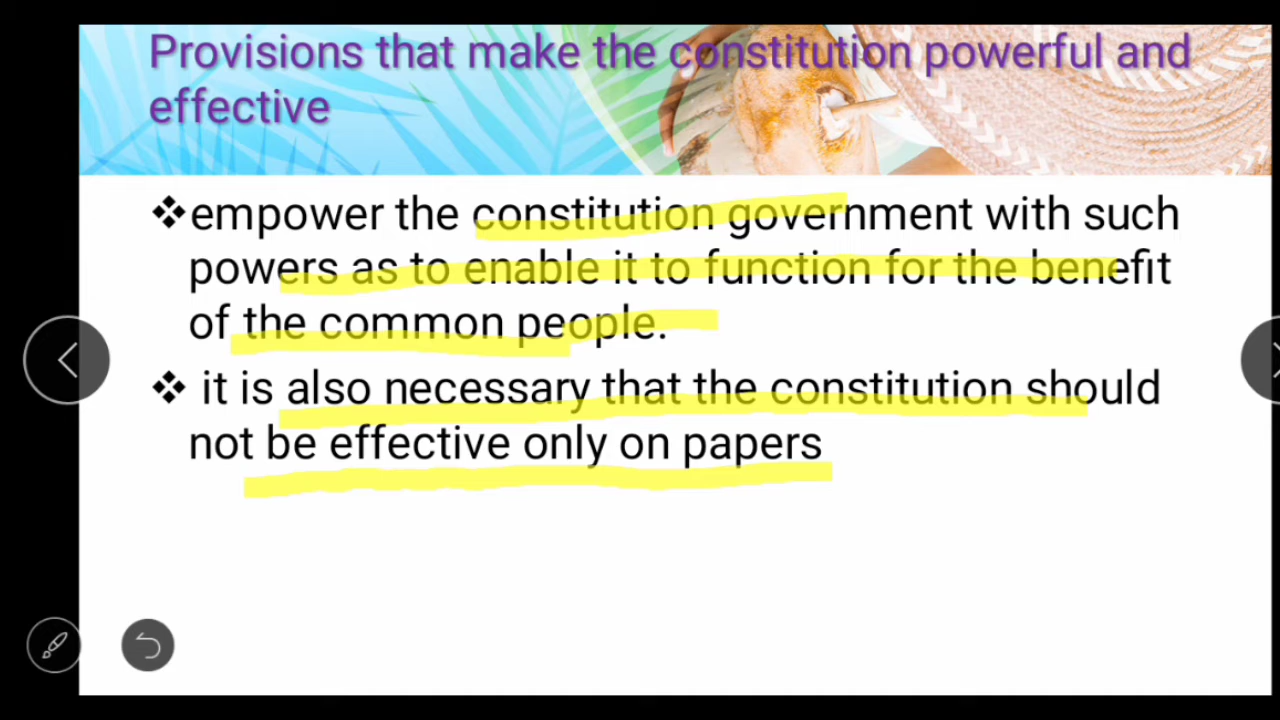 Provisions that make the constitution powerful and
effective
❖empower the constitution government with such
powers as to enable it to function for the benefit
of the common people.
❖ it is also necessary that the constitution should
not be effective only on papers